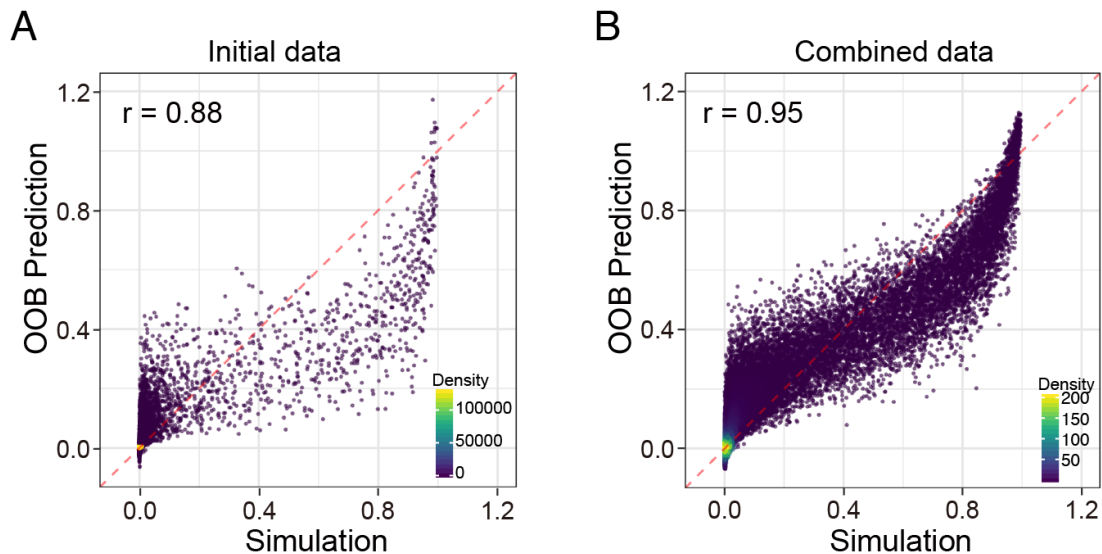 A
Initial data
r = 0.88
1.2
0.8
0.4
0.0
OOB Prediction
Density
100000
50000
0
0.0 0.4 0.8 1.2
Simulation
B
Combined data
r = 0.95
1.2
0.8
0.4
0.0
OOB Prediction
Density
200
150
100
50
0.0 0.4 0.8 1.2
Simulation